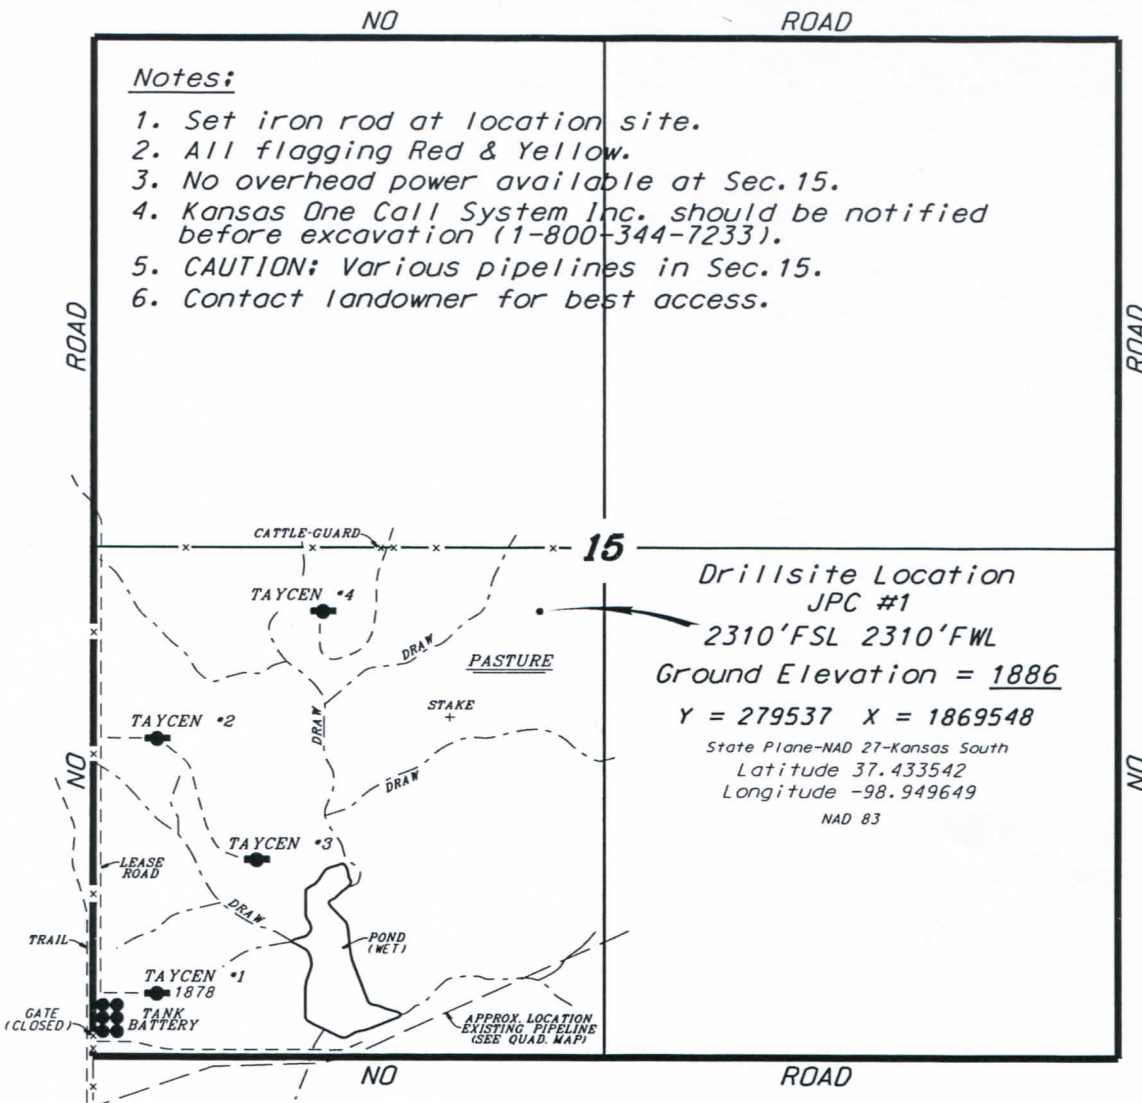 NO ROAD
Notes:
1. Set iron rod at location site.
2. All flagging Red & Yellow.
3. No overhead power available at Sec. 15.
4. Kansas One Call System Inc. should be notified
before excavation (1-800-344-7233).
5. CAUTION: Various pipelines in Sec. 15.
6. Contact landowner for best access.
ROAD
ROAD
CATTLE-GUARD
15
Drillsite Location
JPC #1
2310'FSL 2310'FWL
Ground Elevation = 1886
Y = 279537 X = 1869548
State Plane-NAD 27-Kansas South
Latitude 37.433542
Longitude -98.949649
NAD 83
TAYCEN #4
DRAW
PASTURE
STAKE
TAYCEN #2
DRAW
NO
NO
DRAW
TAYCEN #3
LEASE
ROAD
DRAW
TRAIL
POND
(WET)
TAYCEN #1
1878
GATE
(CLOSED)
TANK
BATTERY
APPROX. LOCATION
EXISTING PIPELINE
(SEE QUAD. MAP)
NO ROAD